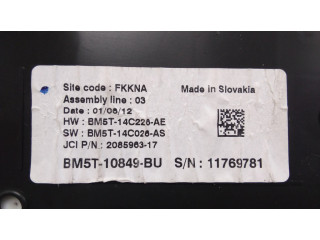 Site code : FKKNA
Made in Slovakia
Assembly line : 03
Date : 01/06/12
HW : BM5T-14C226-AE
SW : BM5T-14C026-AS
JCI P/N : 2085963-17
BM5T-10849-BU S/N : 11769781